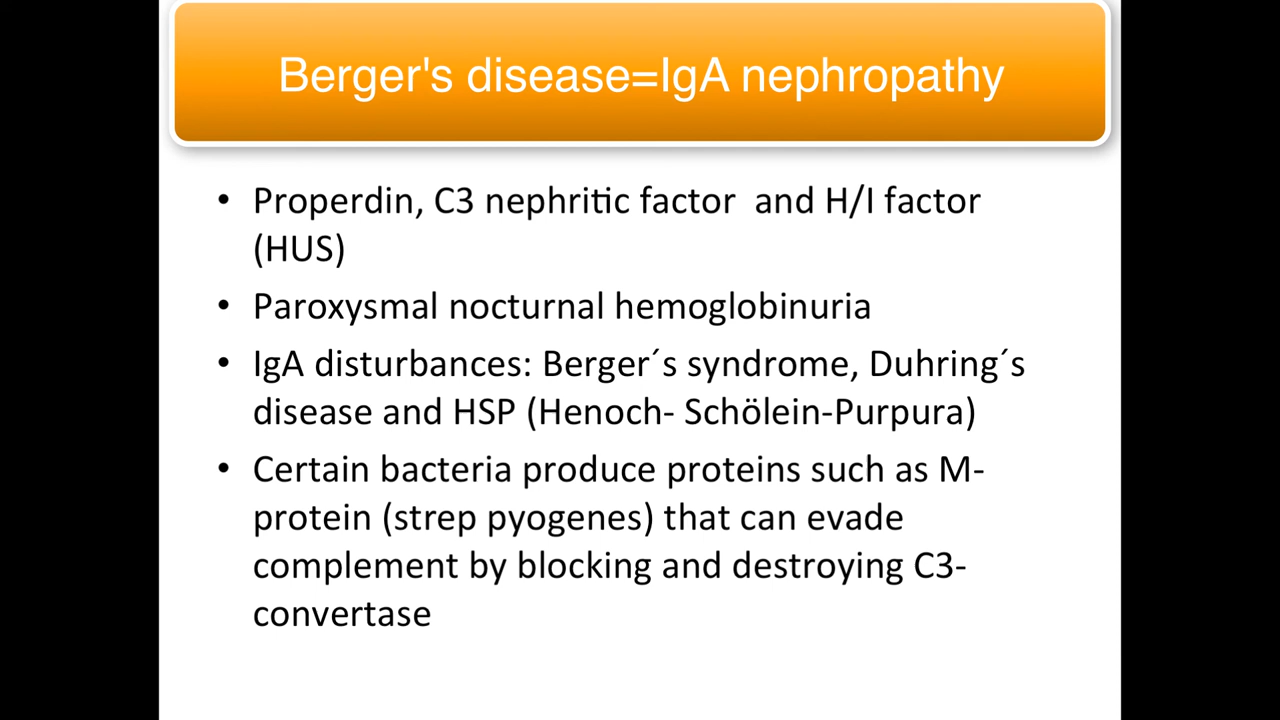 Berger's disease=IgA nephropathy
• Properdin, C3 nephritic factor  and H/I factor
(HUS)
• Paroxysmal nocturnal hemoglobinuria
• IgA disturbances: Berger´s syndrome, Duhring´s
disease and HSP (Henoch- Schölein-Purpura)
• Certain bacteria produce proteins such as M-
protein (strep pyogenes) that can evade
complement by blocking and destroying C3-
convertase